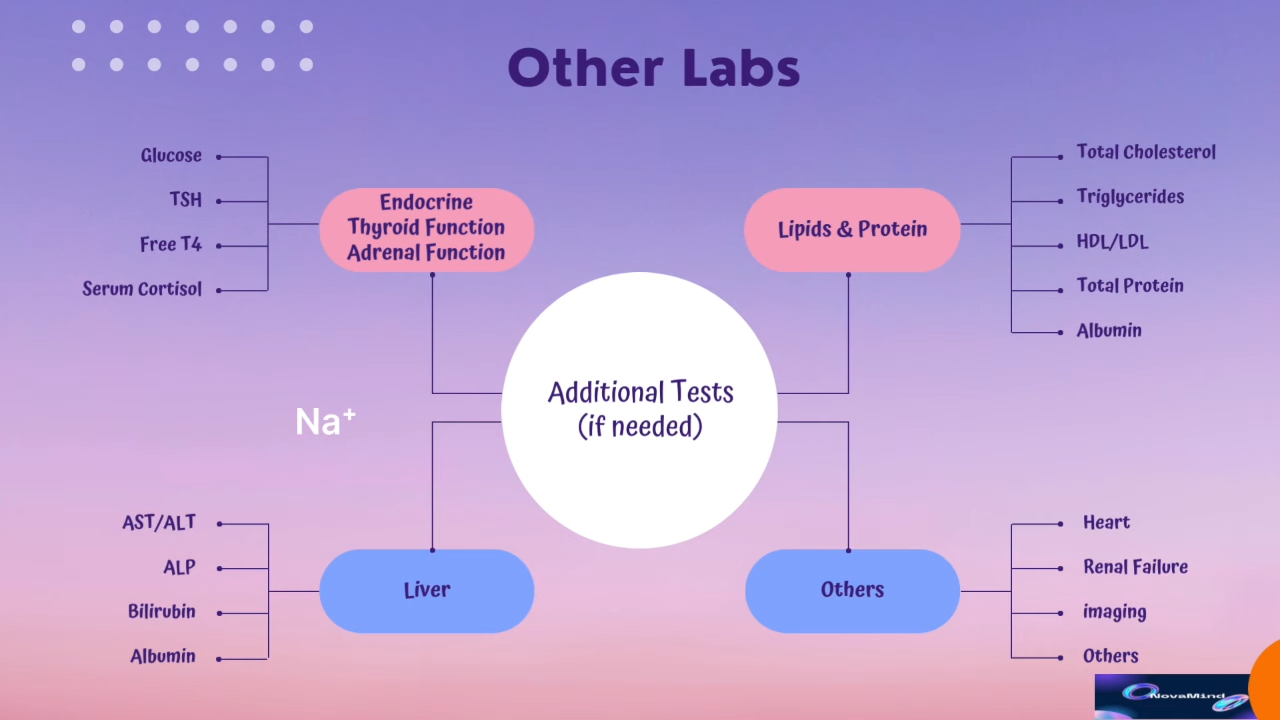 Other Labs
Glucose
TSH
Free T4
Serum Cortisol
Endocrine
Thyroid Function
Adrenal Function
Lipids & Protein
Total Cholesterol
Triglycerides
HDL/LDL
Total Protein
Albumin
Additional Tests
(if needed)
Na⁺
AST/ALT
ALP
Bilirubin
Albumin
Liver
Others
Heart
Renal Failure
imaging
Others
NovaMind